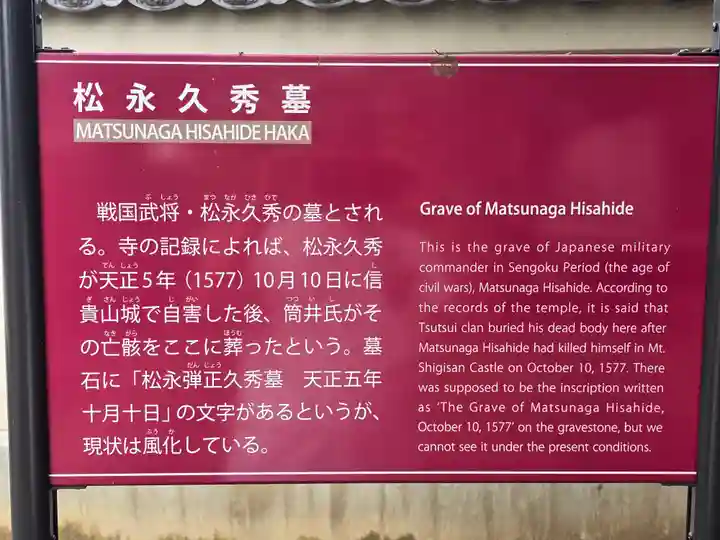 松永久秀墓
MATSUNAGA HISAHIDE HAKA
戦国武将・松永久秀の墓とされ
る。寺の記録によれば、松永久秀
が天正5年（1577）10月10日に信
貴山城で自害した後、筒井氏がそ
の亡骸をここに葬ったという。墓
石に「松永弾正久秀墓　天正五年
十月十日」の文字があるというが、
現状は風化している。
Grave of Matsunaga Hisahide
This is the grave of Japanese military
commander in Sengoku Period (the age of
civil wars), Matsunaga Hisahide. According to
the records of the temple, it is said that
Tsutsui clan buried his dead body here after
Matsunaga Hisahide had killed himself in Mt.
Shigisan Castle on October 10, 1577. There
was supposed to be the inscription written
as ‘The Grave of Matsunaga Hisahide,
October 10, 1577’ on the gravestone, but we
cannot see it under the present conditions.